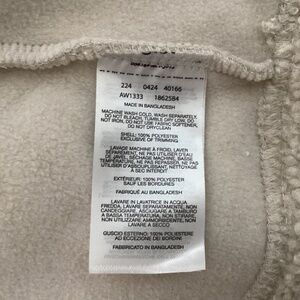 224 0424 40166
AW1333 1862584
MADE IN BANGLADESH
MACHINE WASH COLD, WASH SEPARATELY,
DO NOT BLEACH, TUMBLE DRY LOW, DO
NOT IRON, DO NOT USE FABRIC SOFTENER,
DO NOT DRYCLEAN
SHELL: 100% POLYESTER
EXCLUSIVE OF TRIMMING
LAVAGE MACHINE À FROID, LAVER
SÉPAREMENT, NE PAS UTILISER D'EAU
JAVEL, SÉCHAGE MACHINE, BASSE
TEMPÉRATURE, NE PAS REPASSER, NE PAS
UTILISER D'ASSOUPLISSANT, NETTOYAGE
À SEC INTERDIT
EXTÉRIEUR: 100% POLYESTER
SAUF LES BORDURES
FABRIQUÉ EN BANGLADESH
LAVARE IN LAVATRICE IN ACQUA
FREDDA, LAVARE SEPARATAMENTE, NON
CANDEGGIARE, ASCIUGARE A TAMBURO
A BASSA TEMPERATURA, NON STIRARE, NON
UTILIZZARE AMMORBIDENTE, NON
LAVARE A SECCO
GUSCIO ESTERNO: 100% POLIESTERE
AD ECCEZIONE DEI BORDINI
FABBRICATO IN BANGLADESH